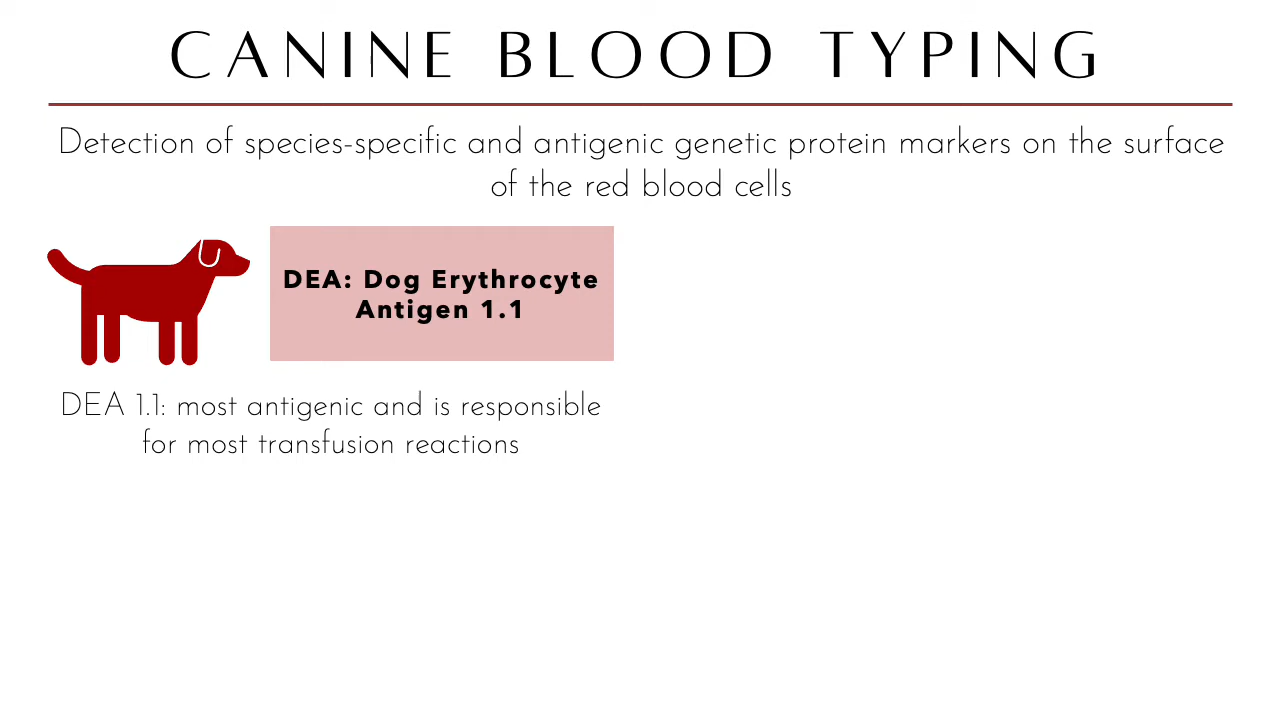 CANINE BLOOD TYPING
Detection of species-specific and antigenic genetic protein markers on the surface
of the red blood cells
DEA: Dog Erythrocyte
Antigen 1.1
DEA 1.1: most antigenic and is responsible
for most transfusion reactions